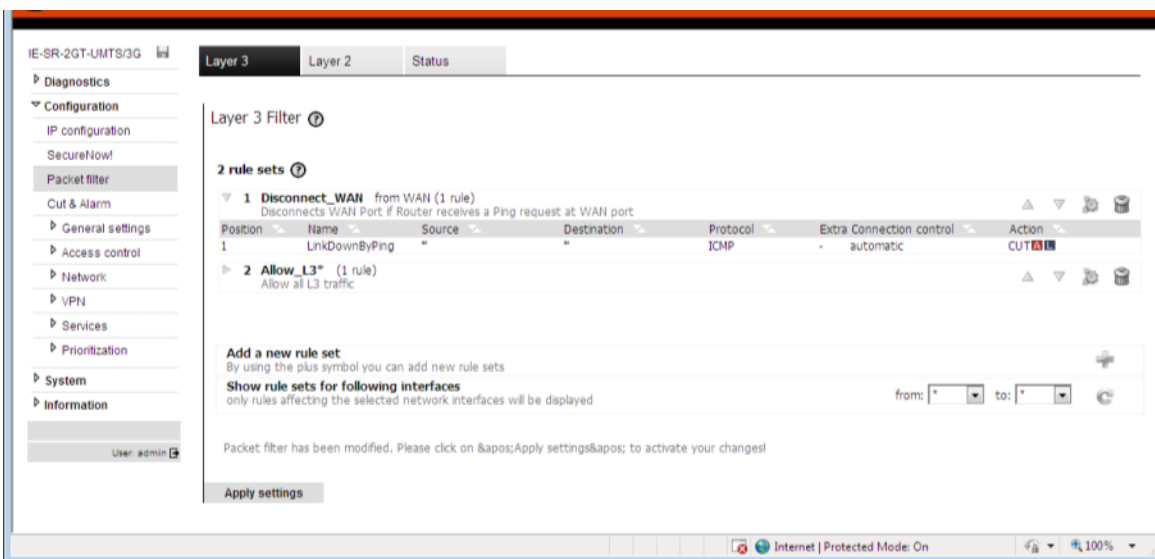 IE-SR-2GT-UMTS/3G
Layer 3 Layer 2 Status
Diagnostics
Configuration
IP configuration
SecureNow!
Packet filter
Cut & Alarm
General settings
Access control
Network
VPN
Services
Prioritization
System
Information
User: admin
Layer 3 Filter ?
2 rule sets ?
1 Disconnect_WAN from WAN (1 rule)
Disconnects WAN Port if Router receives a Ping request at WAN port
Position Name Source Destination Protocol Extra Connection control Action
1 LinkDownByPing * * ICMP - automatic CUT A L
2 Allow_L3* (1 rule)
Allow all L3 traffic
Add a new rule set
By using the plus symbol you can add new rule sets
Show rule sets for following interfaces
only rules affecting the selected network interfaces will be displayed
from: * to: *
Packet filter has been modified. Please click on &apos;Apply settings&apos; to activate your changes!
Apply settings
Internet | Protected Mode: On 100%